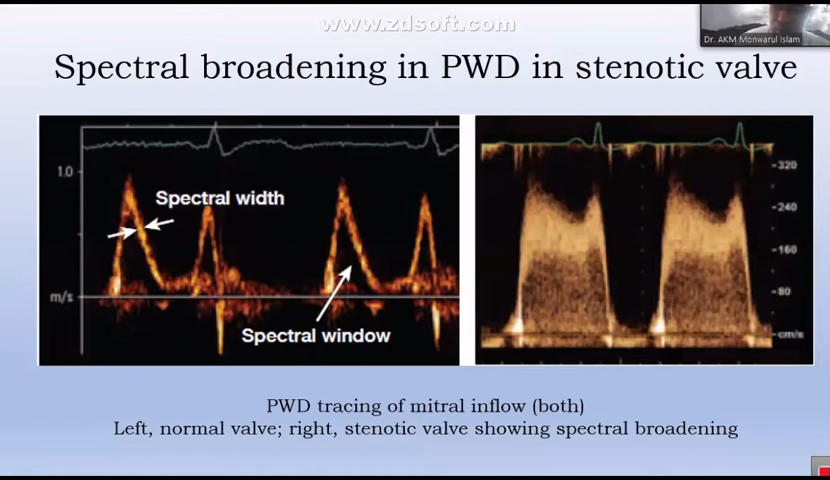 www.zdsoft.com
Dr. AKM Monwarul Islam
Spectral broadening in PWD in stenotic valve
1.0
Spectral width
m/s
Spectral window
320
240
160
80
cm/s
PWD tracing of mitral inflow (both)
Left, normal valve; right, stenotic valve showing spectral broadening